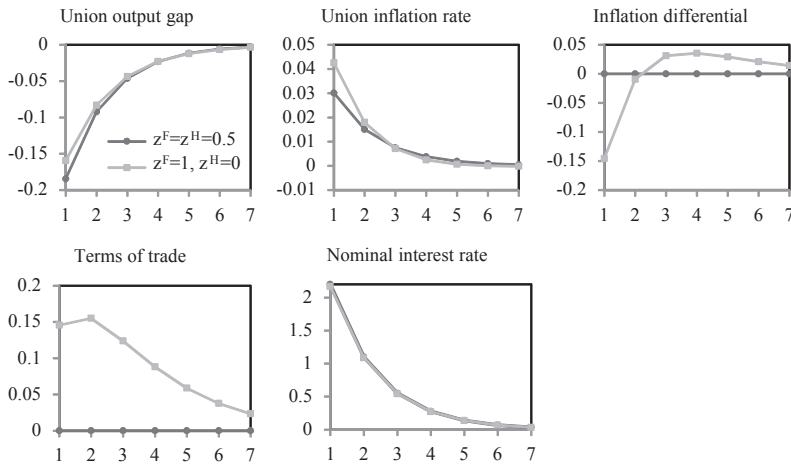 Union output gap
0
-0.05
-0.1
-0.15
-0.2
z^F=z^H=0.5
z^F=1, z^H=0
1 2 3 4 5 6 7
Union inflation rate
0.05
0.04
0.03
0.02
0.01
0
-0.01
1 2 3 4 5 6 7
Inflation differential
0.05
0
-0.05
-0.1
-0.15
-0.2
1 2 3 4 5 6 7
Terms of trade
0.2
0.15
0.1
0.05
0
1 2 3 4 5 6 7
Nominal interest rate
2
1.5
1
0.5
0
1 2 3 4 5 6 7